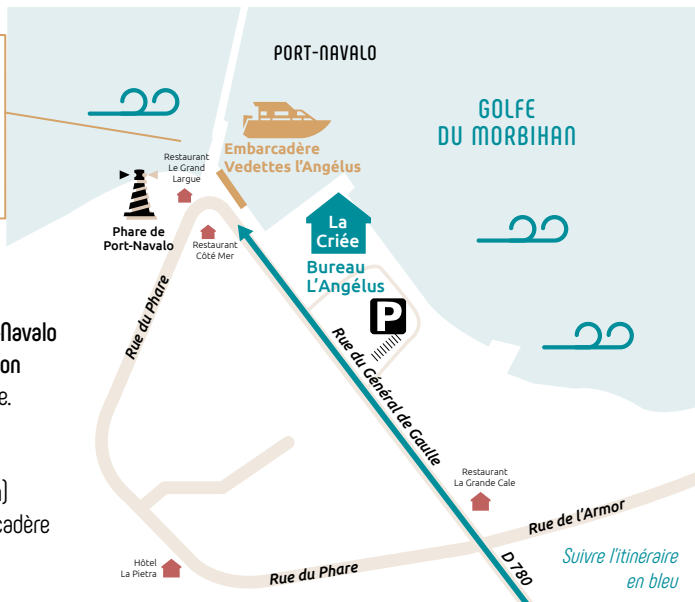 PORT-NAVALO
GOLFE
DU MORBIHAN
Embarcadère
Vedettes l'Angélus
Restaurant
Le Grand
Largue
Phare de
Port-Navalo
Restaurant
Côté Mer
La
Criée
Bureau
L'Angélus
P
Rue du Phare
Rue du Général de Gaulle
Navalo
on
e.
)
cadère
Restaurant
La Grande Cale
Rue de l'Armor
Hôtel
La Pietra
Rue du Phare
D 780
Suivre l'itinéraire
en bleu